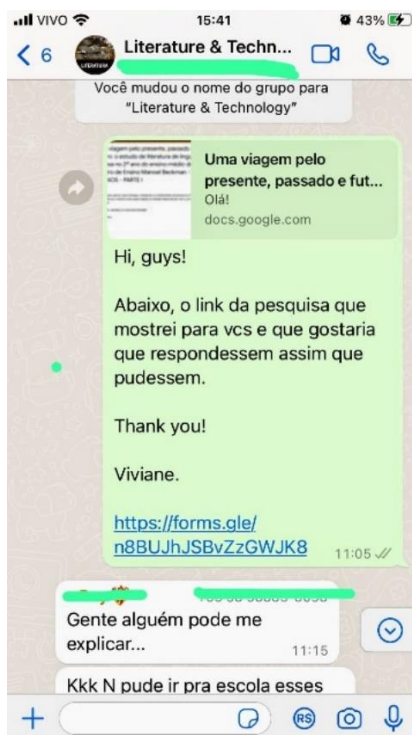 VIVO 15:41 43%
6 Literature & Techn...
Você mudou o nome do grupo para
"Literature & Technology"
Uma viagem pelo
presente, passado e fut...
Olá!
docs.google.com
Hi, guys!
Abaixo, o link da pesquisa que
mostrei para vcs e que gostaria
que respondessem assim que
pudessem.
Thank you!
Viviane.
https://forms.gle/
n8BUJhJSBvZzGWJK8 11:05
Gente alguém pode me
explicar... 11:15
Kkk N pude ir pra escola esses
RS